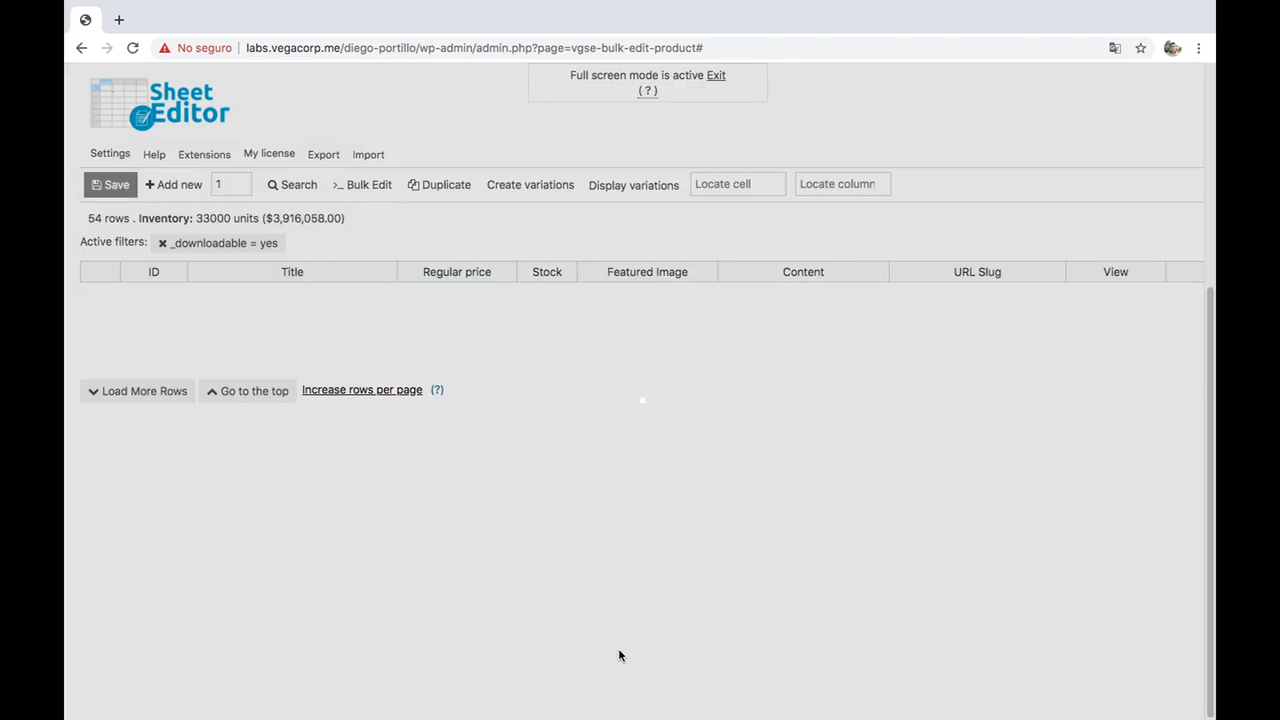 No seguro labs.vegacorp.me/diego-portillo/wp-admin/admin.php?page=vgse-bulk-edit-product#
Full screen mode is active Exit
( ? )
Sheet
Editor
Settings Help Extensions My license Export Import
Save Add new 1 Search >_ Bulk Edit Duplicate Create variations Display variations Locate cell Locate column
54 rows . Inventory: 33000 units ($3,916,058.00)
Active filters: ✖ _downloadable = yes
ID Title Regular price Stock Featured Image Content URL Slug View
Load More Rows Go to the top Increase rows per page (?)